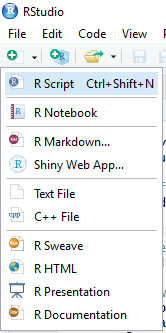 RStudio
File Edit Code Vi
R Script Ctrl+Shift+N
R Notebook
R Markdown...
Shiny Web App...
Text File
C++ File
R Sweave
R HTML
R Presentation
R Documentation